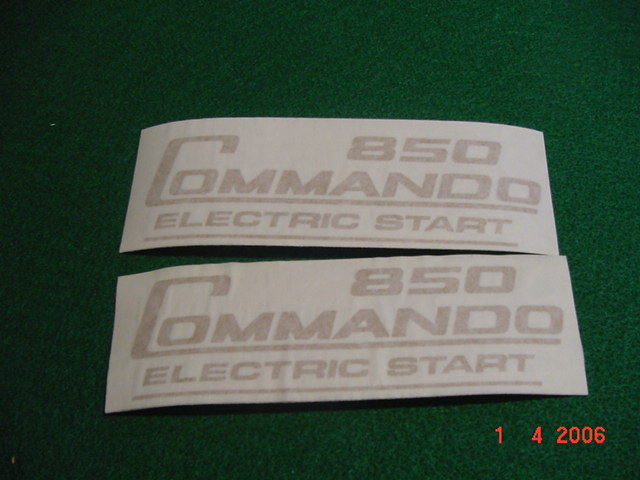 850
COMMANDO
ELECTRIC START
850
COMMANDO
ELECTRIC START
1 4 2006